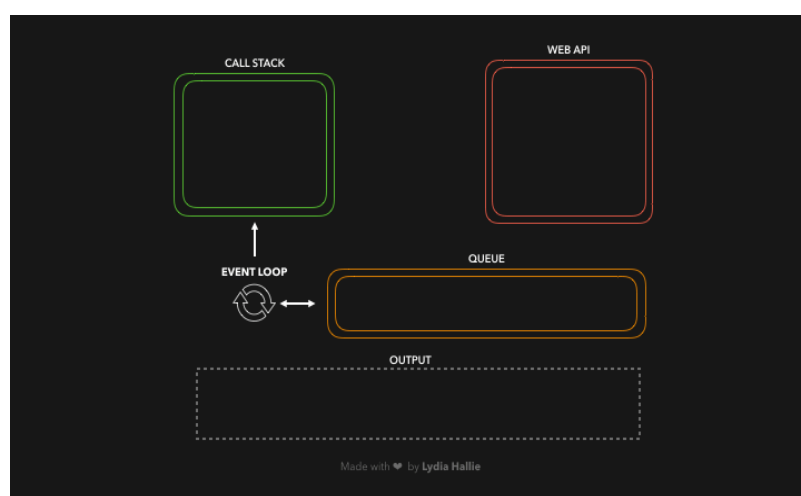 WEB API
CALL STACK
QUEUE
EVENT LOOP
OUTPUT
Made with ❤ by Lydia Hallie